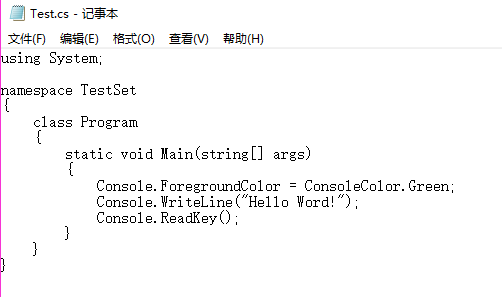 Test.cs - 记事本
文件(F) 编辑(E) 格式(O) 查看(V) 帮助(H)
using System;
namespace TestSet
{
    class Program
    {
        static void Main(string[] args)
        {
            Console.ForegroundColor = ConsoleColor.Green;
            Console.WriteLine("Hello Word!");
            Console.ReadKey();
        }
    }
}